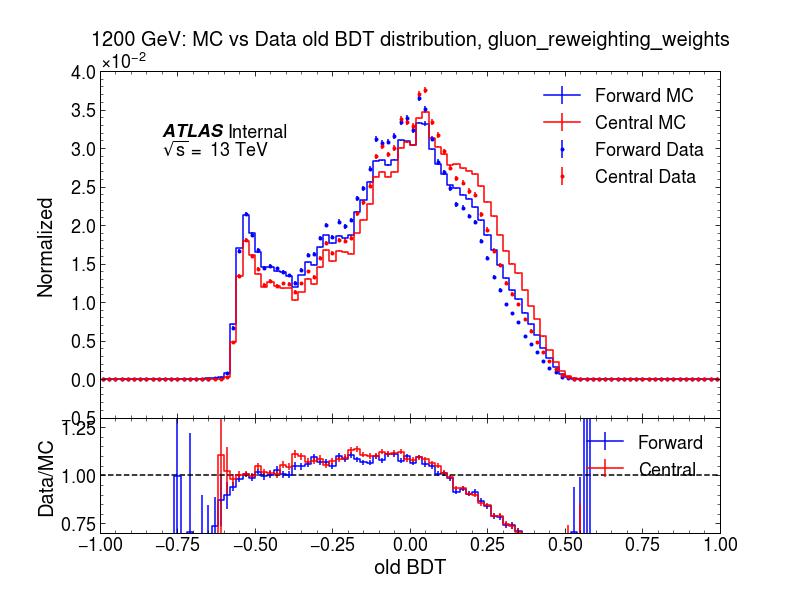 1200 GeV: MC vs Data old BDT distribution, gluon_reweighting_weights
×10⁻²
4.0
3.5
3.0
2.5
2.0
1.5
1.0
0.5
0.0
0.5
Normalized
ATLAS Internal
√s = 13 TeV
Forward MC
Central MC
Forward Data
Central Data
1.25
1.00
0.75
Data/MC
Forward
Central
−1.00 −0.75 −0.50 −0.25 0.00 0.25 0.50 0.75 1.00
old BDT